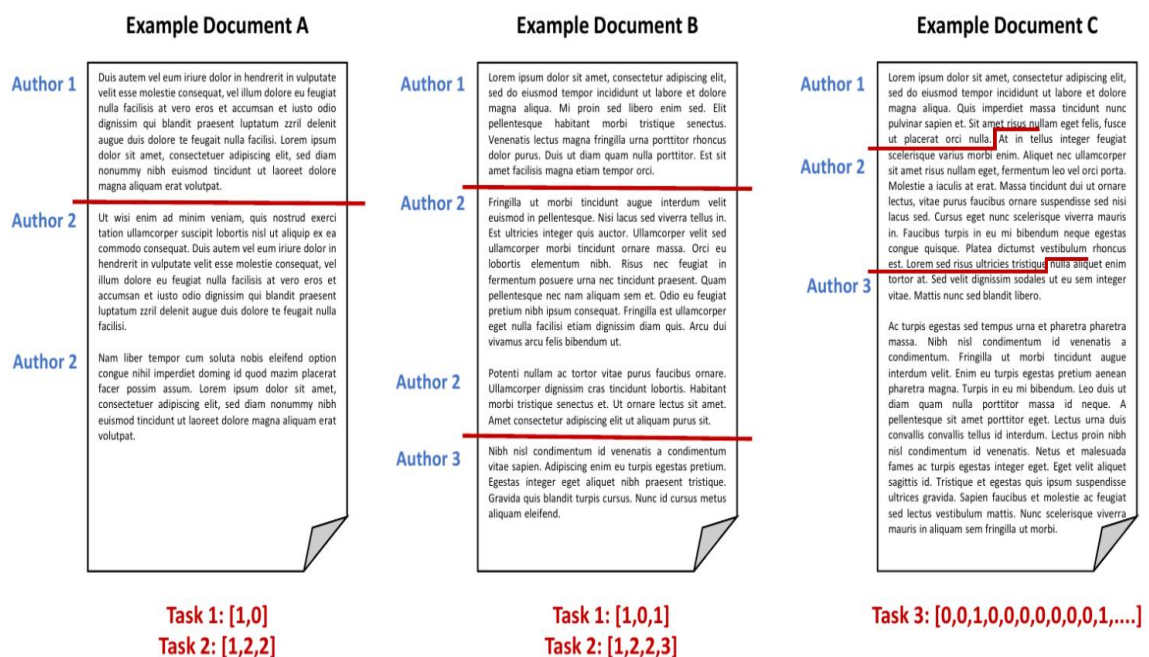 Example Document A
Author 1
Duis autem vel eum iriure dolor in hendrerit in vulputate
velit esse molestie consequat, vel illum dolore eu feugiat
nulla facilisis at vero eros et accumsan et iusto odio
dignissim qui blandit praesent luptatum zzril delenit
augue duis dolore te feugait nulla facilisi. Lorem ipsum
dolor sit amet, consectetuer adipiscing elit, sed diam
nonummy nibh euismod tincidunt ut laoreet dolore
magna aliquam erat volutpat.
Author 2
Ut wisi enim ad minim veniam, quis nostrud exerci
tation ullamcorper suscipit lobortis nisl ut aliquip ex ea
commodo consequat. Duis autem vel eum iriure dolor in
hendrerit in vulputate velit esse molestie consequat, vel
illum dolore eu feugiat nulla facilisis at vero eros et
accumsan et iusto odio dignissim qui blandit praesent
luptatum zzril delenit augue duis dolore te feugait nulla
facilisi.
Author 2
Nam liber tempor cum soluta nobis eleifend option
congue nihil imperdiet doming id quod mazim placerat
facer possim assum. Lorem ipsum dolor sit amet,
consectetuer adipiscing elit, sed diam nonummy nibh
euismod tincidunt ut laoreet dolore magna aliquam erat
volutpat.
Task 1: [1,0]
Task 2: [1,2,2]
Example Document B
Author 1
Lorem ipsum dolor sit amet, consectetur adipiscing elit,
sed do eiusmod tempor incididunt ut labore et dolore
magna aliqua. Mi proin sed libero enim sed. Elit
pellentesque habitant morbi tristique senectus.
Venenatis lectus magna fringilla urna porttitor rhoncus
dolor purus. Duis ut diam quam nulla porttitor. Est sit
amet facilisis magna etiam tempor orci.
Author 2
Fringilla ut morbi tincidunt augue interdum velit
euismod in pellentesque. Nisi lacus sed viverra tellus in.
Est ultricies integer quis auctor. Ullamcorper velit sed
ullamcorper morbi tincidunt ornare massa. Orci eu
lobortis elementum nibh. Risus nec feugiat in
fermentum posuere urna nec tincidunt praesent. Quam
pellentesque nec nam aliquam sem et. Odio eu feugiat
pretium nibh ipsum consequat. Fringilla est ullamcorper
eget nulla facilisi etiam dignissim diam quis. Arcu dui
vivamus arcu felis bibendum ut.
Author 2
Potenti nullam ac tortor vitae purus faucibus ornare.
Ullamcorper dignissim cras tincidunt lobortis. Habitant
morbi tristique senectus et. Ut ornare lectus sit amet.
Amet consectetur adipiscing elit ut aliquam purus sit.
Author 3
Nibh nisl condimentum id venenatis a condimentum
vitae sapien. Adipiscing enim eu turpis egestas pretium.
Egestas integer eget aliquet nibh praesent tristique.
Gravida quis blandit turpis cursus. Nunc id cursus metus
aliquam eleifend.
Task 1: [1,0,1]
Task 2: [1,2,2,3]
Example Document C
Author 1
Lorem ipsum dolor sit amet, consectetur adipiscing elit,
sed do eiusmod tempor incididunt ut labore et dolore
magna aliqua. Quis imperdiet massa tincidunt nunc
pulvinar sapien et. Sit amet risus nullam eget felis, fusce
ut placerat orci nulla. At in tellus integer feugiat
Author 2
scelerisque varius morbi enim. Aliquet nec ullamcorper
sit amet risus nullam eget, fermentum leo vel orci porta.
Molestie a iaculis at erat. Massa tincidunt dui ut ornare
lectus, vitae purus faucibus ornare suspendisse sed nisi
lacus sed. Cursus eget nunc scelerisque viverra mauris
in. Faucibus turpis in eu mi bibendum neque egestas
congue quisque. Platea dictumst vestibulum rhoncus
est. Lorem sed risus ultricies tristique nulla aliquet enim
Author 3
tortor at. Sed velit dignissim sodales ut eu sem integer
vitae. Mattis nunc sed blandit libero.
Ac turpis egestas sed tempus urna et pharetra pharetra
massa. Nibh nisl condimentum id venenatis a
condimentum. Fringilla ut morbi tincidunt augue
interdum velit. Enim eu turpis egestas pretium aenean
pharetra magna. Turpis in eu mi bibendum. Leo duis ut
diam quam nulla porttitor massa id neque. A
pellentesque sit amet porttitor eget. Lectus urna duis
convallis convallis tellus id interdum. Lectus proin nibh
nisl condimentum id venenatis. Netus et malesuada
fames ac turpis egestas integer eget. Eget velit aliquet
sagittis id. Tristique et egestas quis ipsum suspendisse
ultrices gravida. Sapien faucibus et molestie ac feugiat
sed lectus vestibulum mattis. Nunc scelerisque viverra
mauris in aliquam sem fringilla ut morbi.
Task 3: [0,0,1,0,0,0,0,0,0,0,1,....]